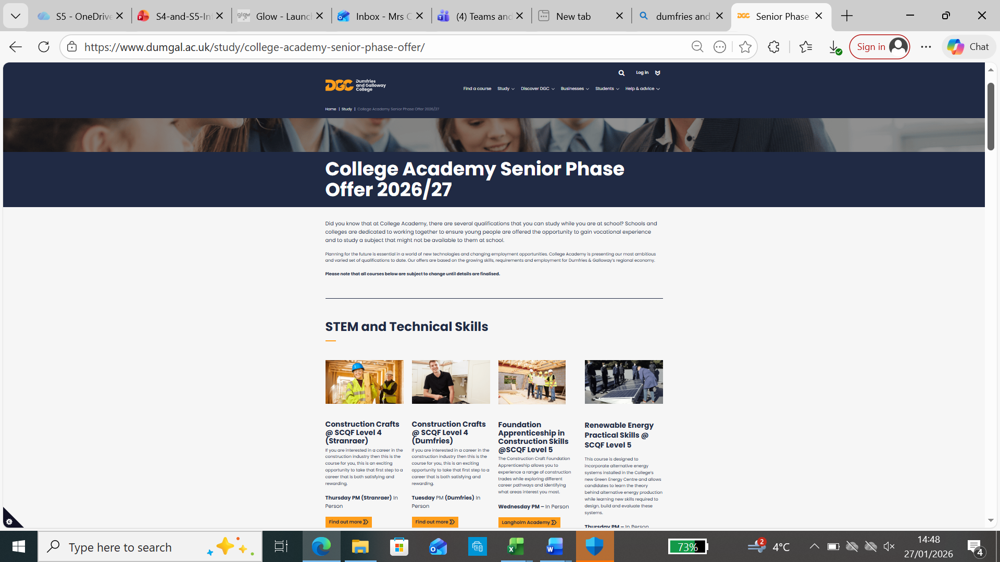 S5 - OneDrive
S4-and-S5-Inf
glow
Glow - Launc
Inbox - Mrs C
(4) Teams and
New tab
dumfries and
DGC
Senior Phase
https://www.dumgal.ac.uk/study/college-academy-senior-phase-offer/
Sign in
Chat
Log in
DGC Dumfries
and Galloway
College
Find a course Study Discover DGC Businesses Students Help & advice
Home | Study | College Academy Senior Phase Offer 2026/27
College Academy Senior Phase
Offer 2026/27
Did you know that at College Academy, there are several qualifications that you can study while you are at school? Schools and
colleges are dedicated to working together to ensure young people are offered the opportunity to gain vocational experience
and to study a subject that might not be available to them at school.
Planning for the future is essential in a world of new technologies and changing employment opportunities. College Academy is presenting our most ambitious
and varied set of qualifications to date. Our offers are based on the growing skills, requirements and employment for Dumfries & Galloway's regional economy.
Please note that all courses below are subject to change until details are finalised.
STEM and Technical Skills
Construction Crafts
@ SCQF Level 4
(Stranraer)
If you are interested in a career in the
construction industry then this is the
course for you, this is an exciting
opportunity to take that first step to a
career that is both satisfying and
rewarding.
Thursday PM (Stranraer) In
Person
Find out more
Construction Crafts
@ SCQF Level 4
(Dumfries)
If you are interested in a career in the
construction industry then this is the
course for you, this is an exciting
opportunity to take that first step to a
career that is both satisfying and
rewarding.
Tuesday PM (Dumfries) In
Person
Find out more
Foundation
Apprenticeship in
Construction Skills
@SCQF Level 5
The Construction Craft Foundation
Apprenticeship allows you to
experience a range of construction
trades while exploring different
career pathways and identifying
what areas interest you most.
Wednesday PM – In Person
Langholm Academy
Renewable Energy
Practical Skills @
SCQF Level 5
This course is designed to
incorporate alternative energy
systems installed in the College's
new Green Energy Centre and allows
candidates to learn the theory
behind alternative energy production
while learning new skills required to
design, build and evaluate these
systems.
Thursday PM – In Person
Type here to search
73%
2
4°C
14:48
27/01/2026
4